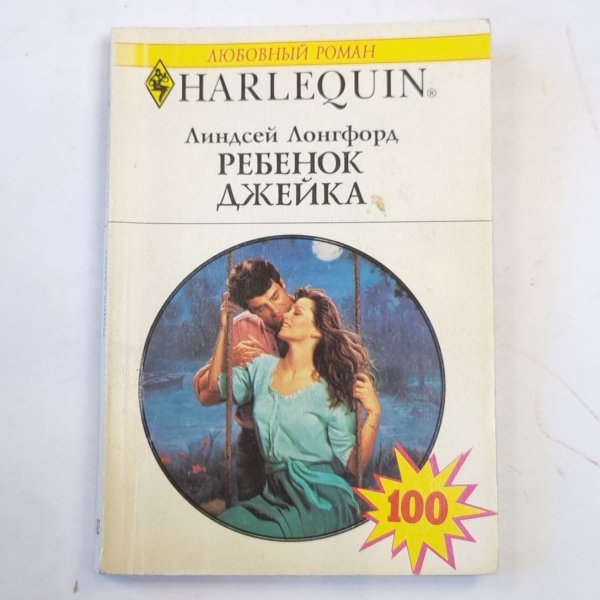 ЛЮБОВНЫЙ РОМАН
HARLEQUIN®
Линдсей Лонгфорд
РЕБЕНОК
ДЖЕЙКА
100